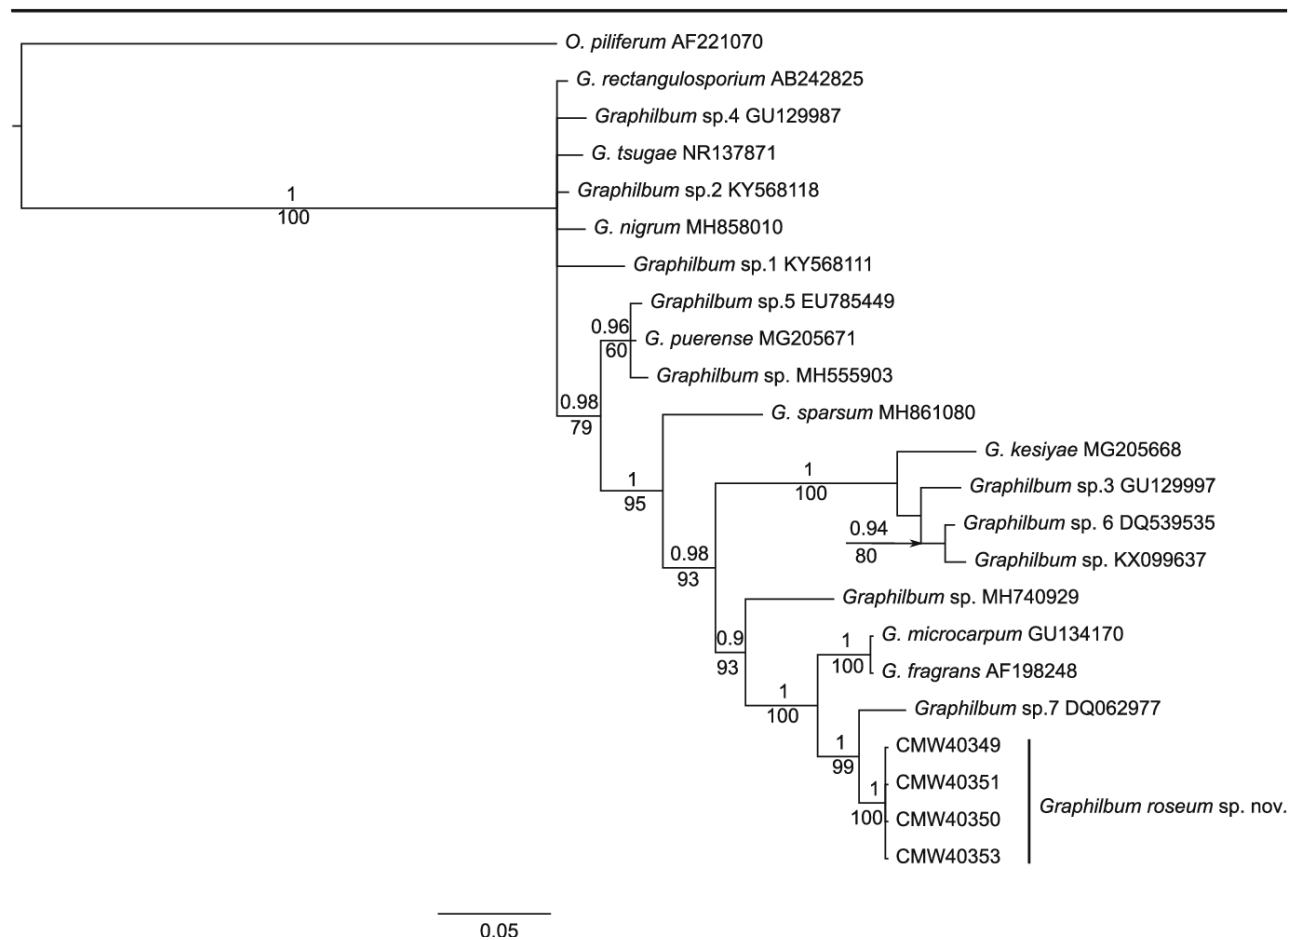 O. piliferum AF221070
G. rectangulosporium AB242825
Graphilbum sp.4 GU129987
G. tsugae NR137871
Graphilbum sp.2 KY568118
1
100
G. nigrum MH858010
Graphilbum sp.1 KY568111
Graphilbum sp.5 EU785449
0.96
60
G. puerense MG205671
Graphilbum sp. MH555903
0.98
79
G. sparsum MH861080
G. kesiyae MG205668
1
95
1
100
Graphilbum sp.3 GU129997
Graphilbum sp. 6 DQ539535
0.94
80
Graphilbum sp. KX099637
0.98
93
Graphilbum sp. MH740929
0.9
93
G. microcarpum GU134170
1
100
G. fragrans AF198248
1
100
Graphilbum sp.7 DQ062977
1
99
CMW40349
CMW40351
1
100
CMW40350
CMW40353
Graphilbum roseum sp. nov.
0.05